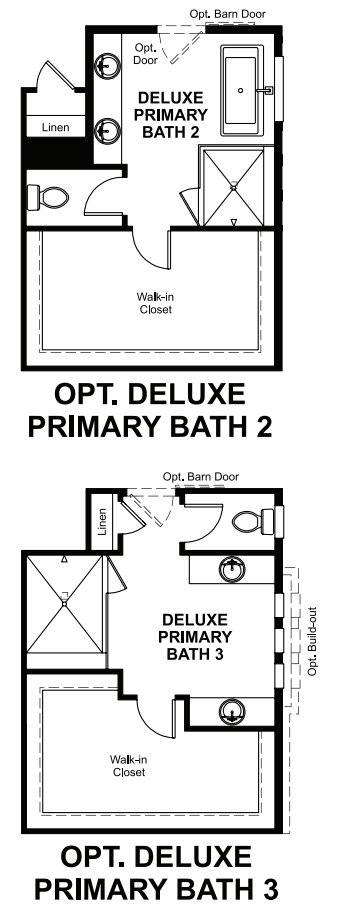 Opt. Barn Door
Opt.
Door
DELUXE
PRIMARY
BATH 2
Linen
Walk-in
Closet
OPT. DELUXE
PRIMARY BATH 2
Opt. Barn Door
Linen
DELUXE
PRIMARY
BATH 3
Opt. Build-out
Walk-in
Closet
OPT. DELUXE
PRIMARY BATH 3